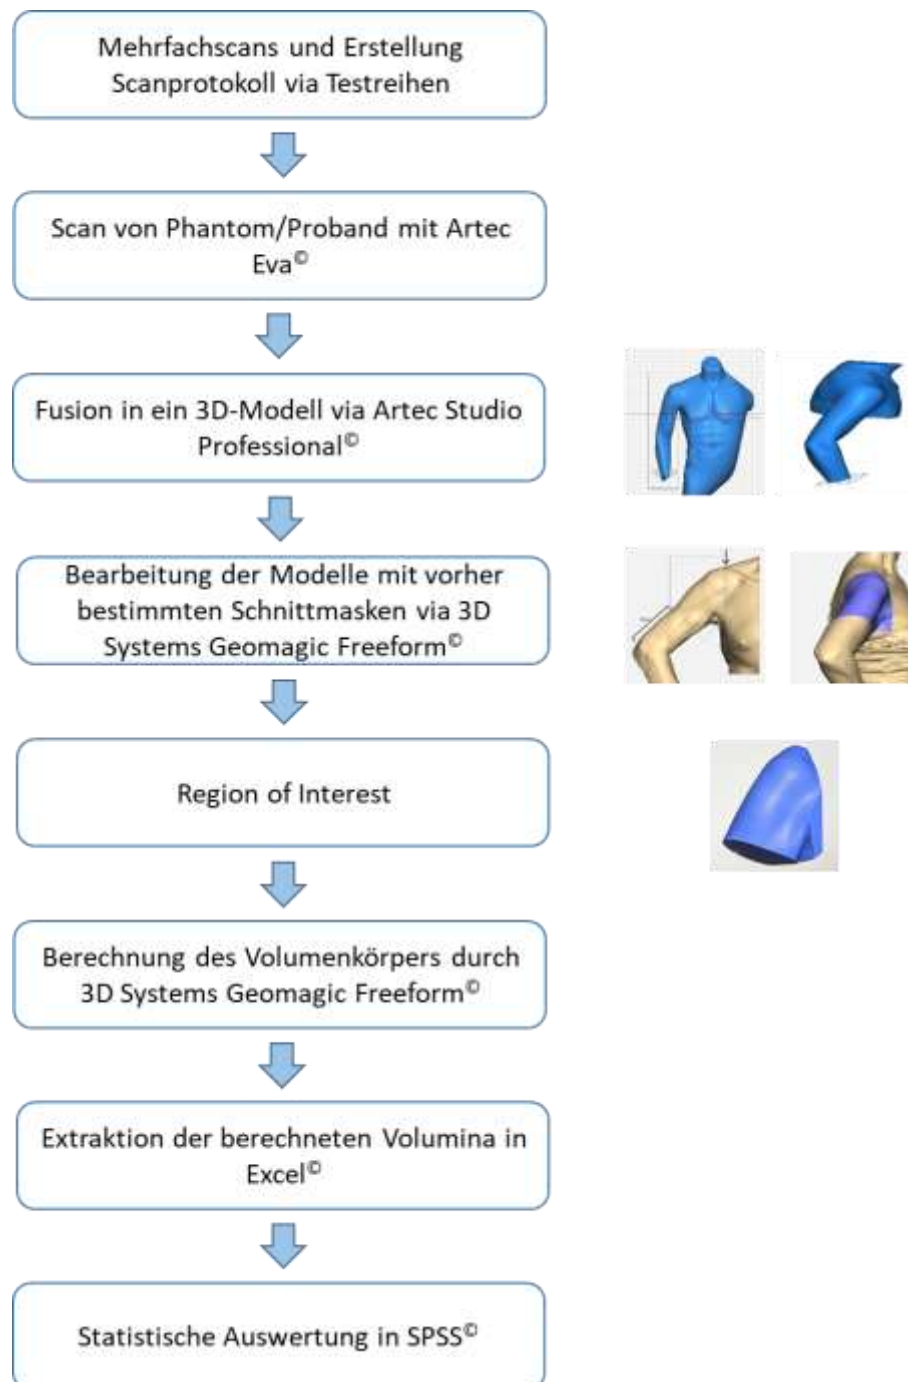 Mehrfachscans und Erstellung
Scanprotokoll via Testreihen
Scan von Phantom/Proband mit Artec
Eva©
Fusion in ein 3D-Modell via Artec Studio
Professional©
Bearbeitung der Modelle mit vorher
bestimmten Schnittmasken via 3D
Systems Geomagic Freeform©
Region of Interest
Berechnung des Volumenkörpers durch
3D Systems Geomagic Freeform©
Extraktion der berechneten Volumina in
Excel©
Statistische Auswertung in SPSS©